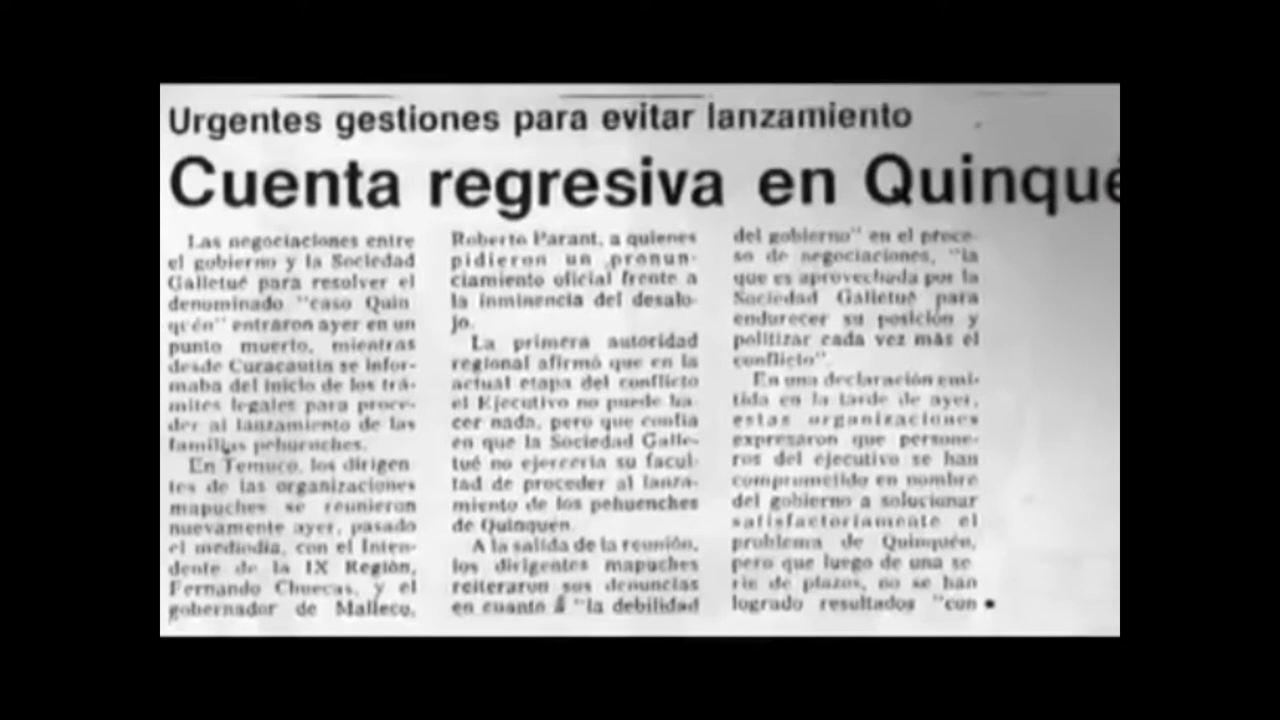 Urgentes gestiones para evitar lanzamiento
Cuenta regresiva en Quinqué
Las negociaciones entre
el gobierno y la Sociedad
Galletué para resolver el
denominado "caso Quin
quén" entraron ayer en un
punto muerto, mientras
desde Curacautín se infor-
maba del inicio de los trá-
mites legales para proce-
der al lanzamiento de las
familias pehuenches.
En Temuco, los dirigen
tes de las organizaciones
mapuches se reunieron
nuevamente ayer, pasado
el mediodía, con el Inten-
dente de la IX Región,
Fernando Chuecas, y el
gobernador de Malleco,
Roberto Parant, a quienes
pidieron un pronun-
ciamiento oficial frente a
la inminencia del desalo-
jo.
La primera autoridad
regional afirmó que en la
actual etapa del conflicto
el Ejecutivo no puede ha-
cer nada, pero que confía
en que la Sociedad Galle-
tué no ejercería su facul-
tad de proceder al lanza-
miento de los pehuenches
de Quinquén.
A la salida de la reunión,
los dirigentes mapuches
reiteraron sus denuncias
en cuanto a "la debilidad
del gobierno" en el proce-
so de negociaciones, "la
que es aprovechada por la
Sociedad Galletué para
endurecer su posición y
politizar cada vez más el
conflicto".
En una declaración emi-
tida en la tarde de ayer,
estas organizaciones
expresaron que persone-
ros del ejecutivo se han
comprometido en nombre
del gobierno a solucionar
satisfactoriamente el
problema de Quinquén,
pero que luego de una se
rie de plazos, no se han
logrado resultados "con